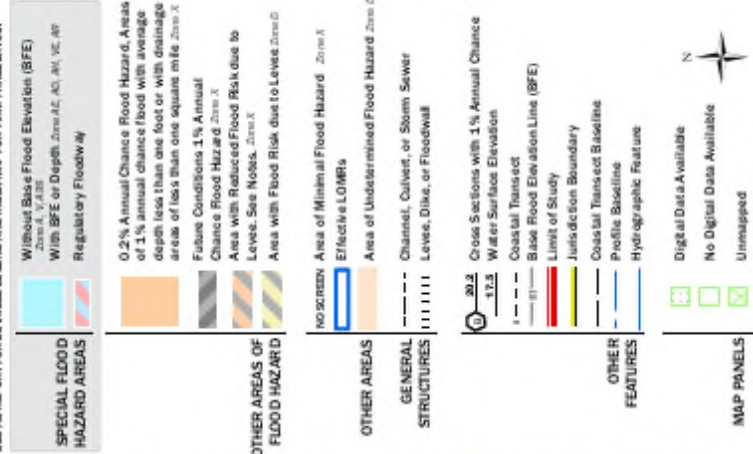 SPECIAL FLOOD
HAZARD AREAS
Without Base Flood Elevation (BFE)
Zone A, V, A99
With BFE or Depth Zone AE, AO, AH, VE, AR
Regulatory Floodway
0.2% Annual Chance Flood Hazard, Areas
of 1% annual chance flood with average
depth less than one foot or with drainage
areas of less than one square mile Zone X
Future Conditions 1% Annual
Chance Flood Hazard Zone X
Area with Reduced Flood Risk due to
Levee. See Notes. Zone X
Area with Flood Risk due to Levee Zone D
OTHER AREAS OF
FLOOD HAZARD
NO SCREEN Area of Minimal Flood Hazard Zone X
Effective LOMRs
Area of Undetermined Flood Hazard Zone D
OTHER AREAS
Channel, Culvert, or Storm Sewer
Levee, Dike, or Floodwall
GENERAL
STRUCTURES
B 20.2 Cross Sections with 1% Annual Chance
17.5 Water Surface Elevation
Coastal Transect
Base Flood Elevation Line (BFE)
Limit of Study
Jurisdiction Boundary
Coastal Transect Baseline
Profile Baseline
Hydrographic Feature
OTHER
FEATURES
Digital Data Available
No Digital Data Available
Unmapped
MAP PANELS
N